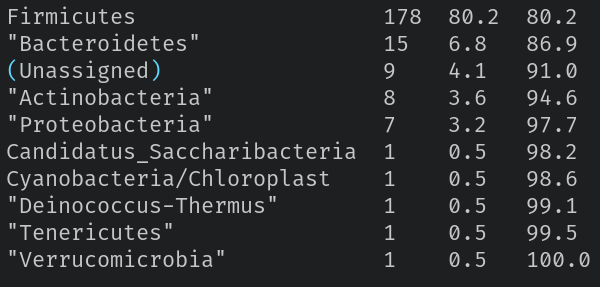 Firmicutes 178 80.2 80.2
"Bacteroidetes" 15 6.8 86.9
(Unassigned) 9 4.1 91.0
"Actinobacteria" 8 3.6 94.6
"Proteobacteria" 7 3.2 97.7
Candidatus_Saccharibacteria 1 0.5 98.2
Cyanobacteria/Chloroplast 1 0.5 98.6
"Deinococcus-Thermus" 1 0.5 99.1
"Tenericutes" 1 0.5 99.5
"Verrucomicrobia" 1 0.5 100.0